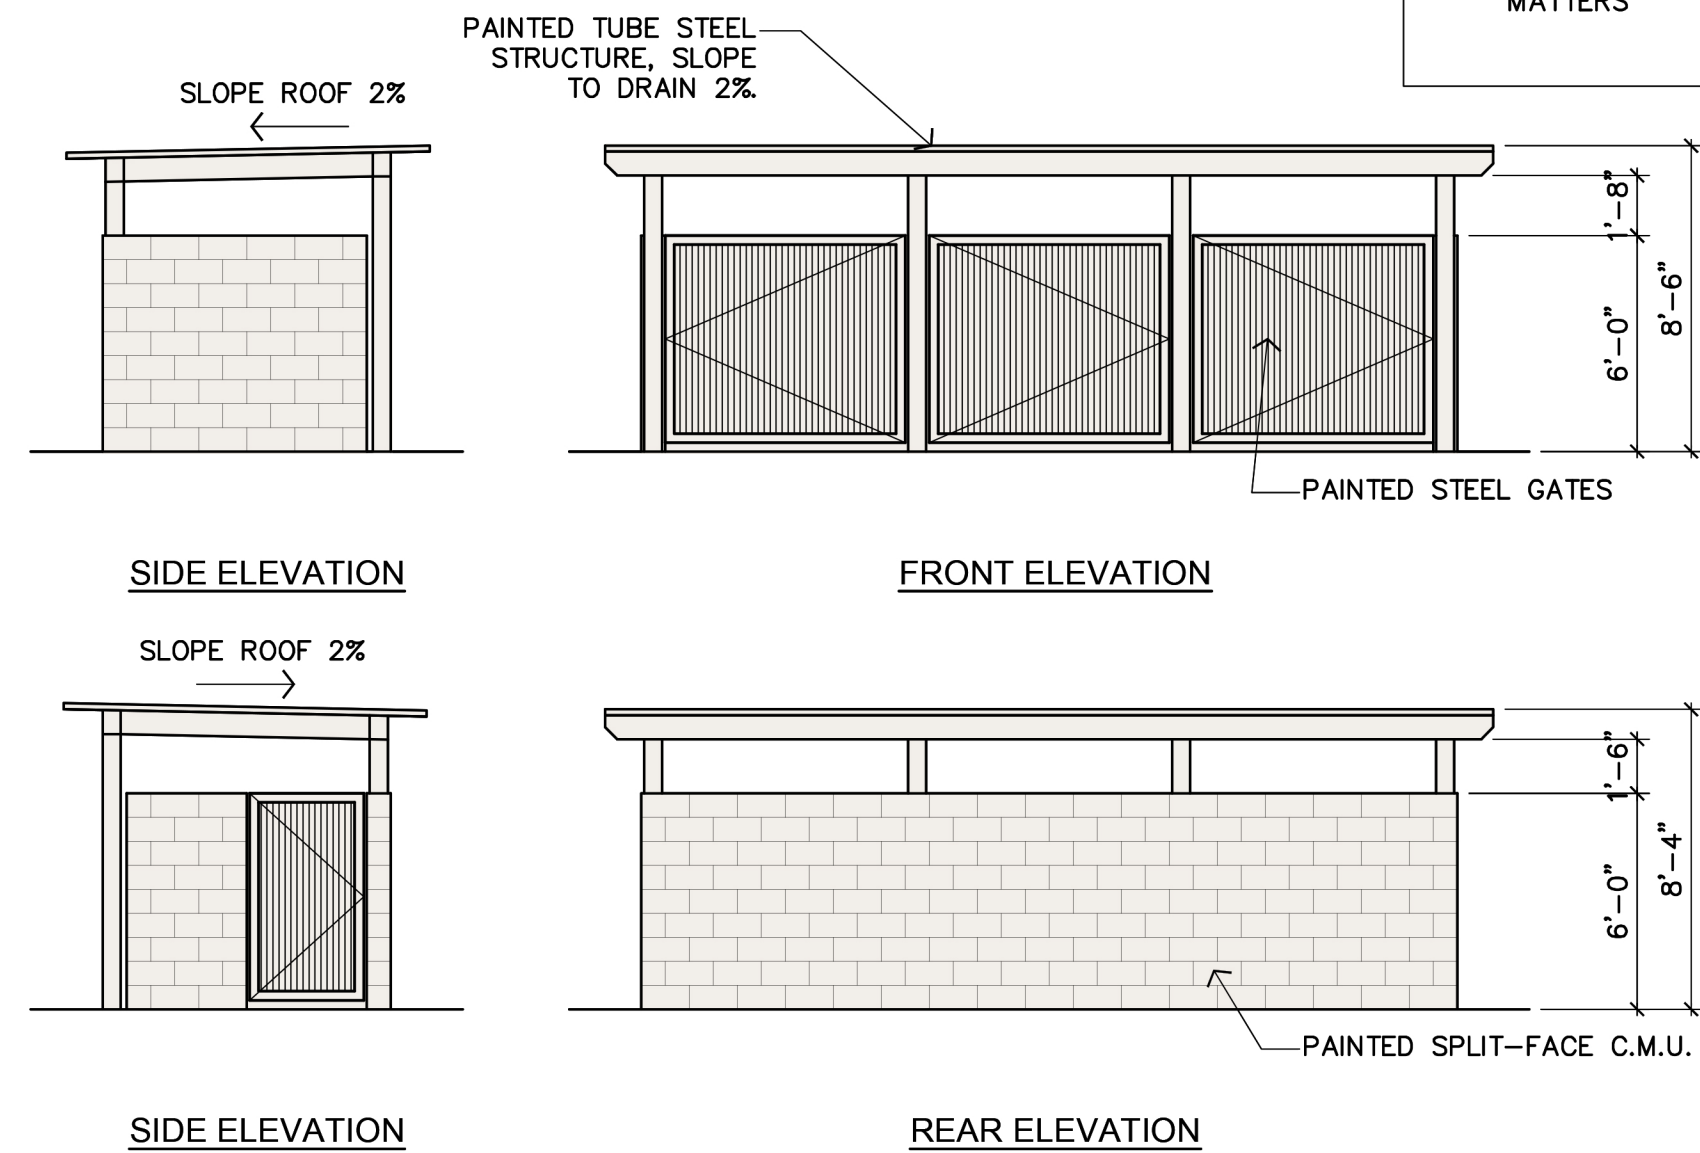 MATTERS
PAINTED TUBE STEEL
STRUCTURE, SLOPE
TO DRAIN 2%.
SLOPE ROOF 2%
1'-8"
6'-0"
8'-6"
PAINTED STEEL GATES
SIDE ELEVATION
FRONT ELEVATION
SLOPE ROOF 2%
1'-6"
6'-0"
8'-4"
PAINTED SPLIT-FACE C.M.U.
SIDE ELEVATION
REAR ELEVATION